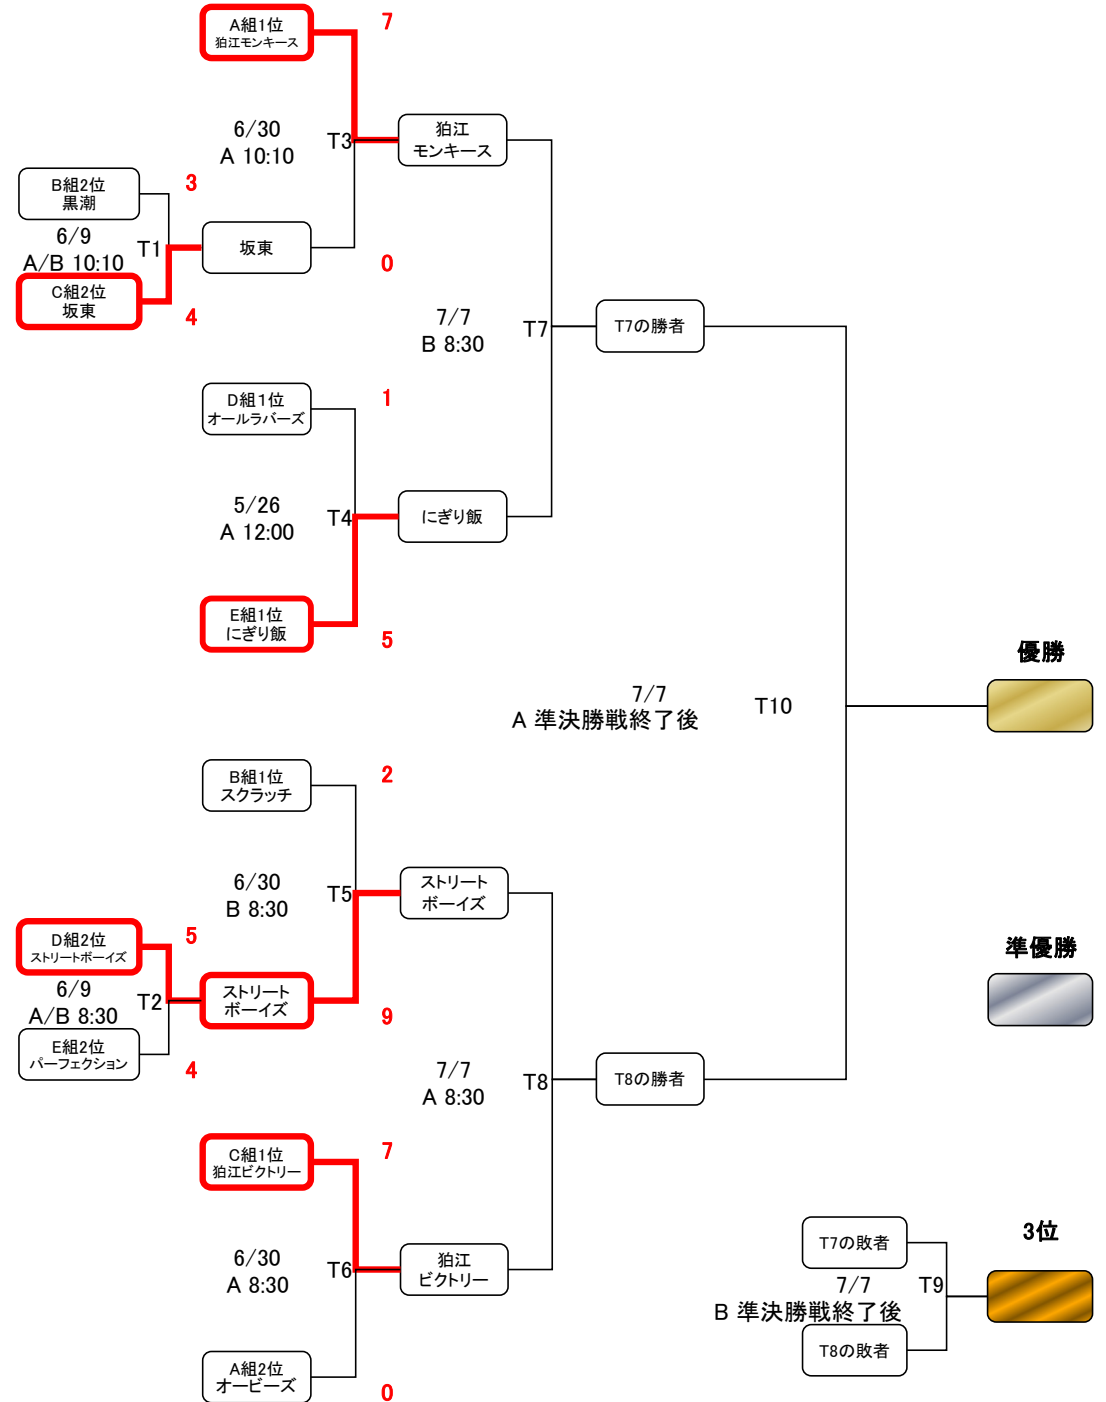 A組1位
狛江モンキース
7
6/30
A 10:10
T3
狛江
モンキース
B組2位
黒潮
3
6/9
A/B 10:10
T1
坂東
0
C組2位
坂東
4
7/7
B 8:30
T7
T7の勝者
D組1位
オールラバーズ
1
5/26
A 12:00
T4
にぎり飯
E組1位
にぎり飯
5
優勝
7/7
A 準決勝戦終了後
T10
B組1位
スクラッチ
2
6/30
B 8:30
T5
ストリート
ボーイズ
D組2位
ストリートボーイズ
5
6/9
A/B 8:30
T2
ストリート
ボーイズ
9
準優勝
E組2位
パーフェクション
4
7/7
A 8:30
T8
T8の勝者
C組1位
狛江ビクトリー
7
6/30
A 8:30
T6
狛江
ビクトリー
A組2位
オービーズ
0
3位
T7の敗者
7/7
B 準決勝戦終了後
T9
T8の敗者